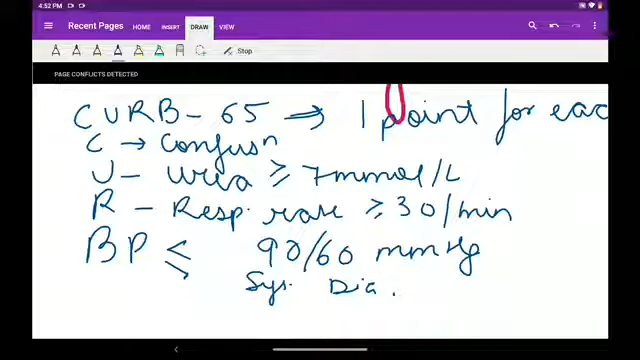 4:52 PM
Recent Pages HOME INSERT DRAW VIEW
Stop
PAGE CONFLICTS DETECTED
CURB-65 ⇒ 1 point for eac
C → Confusn
U - Urea ≥ 7mmol/L
R - Resp. rate ≥ 30/min
BP ≤ 90/60 mmHg
Sys. Dia.